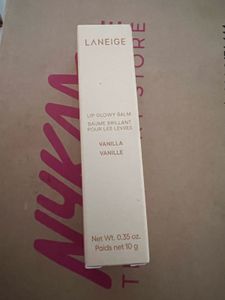 LANEIGE
LIP GLOWY BALM
BAUME BRILLANT
POUR LES LÈVRES
VANILLA
VANILLE
Net Wt. 0.35 oz.
Poids net 10 g
NYKAA
STORE